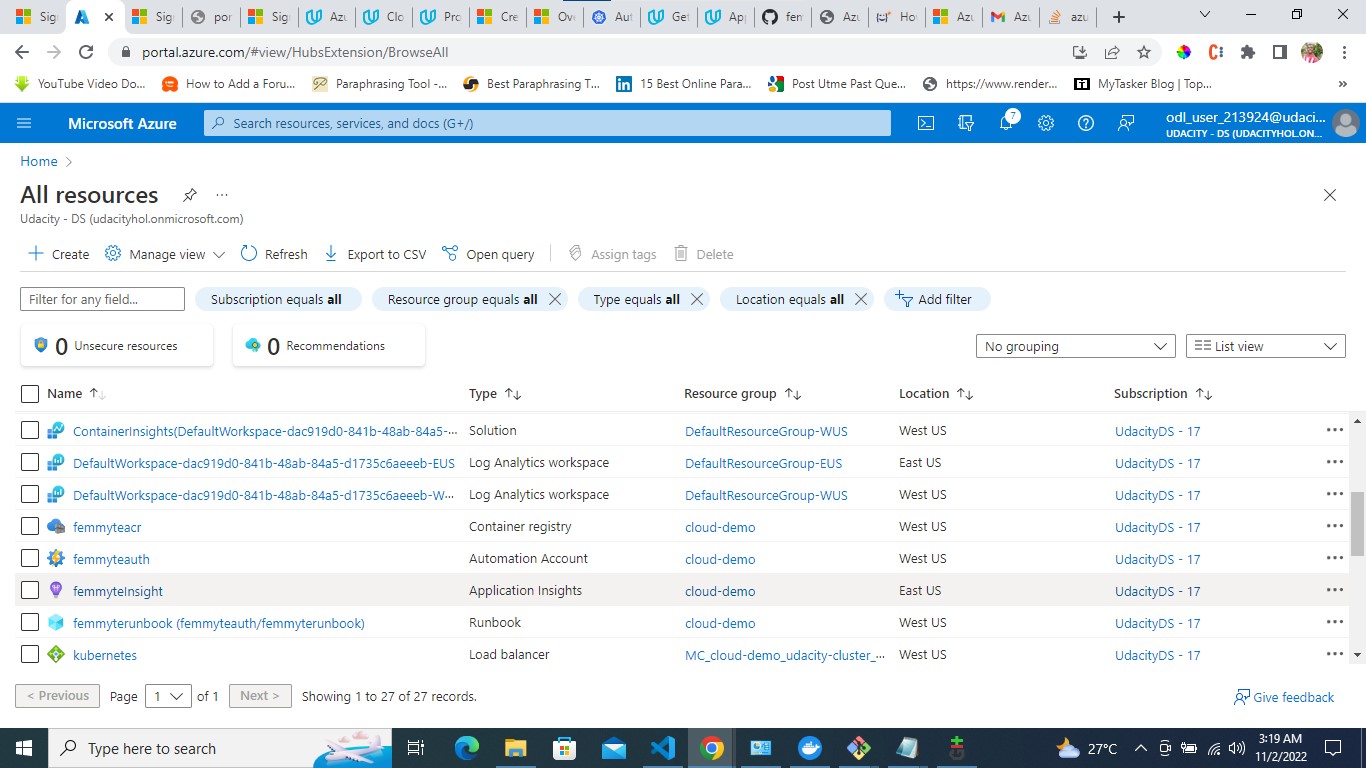 Sign
Sign
por
Sign
Azu
Clo
Pro
Cre
Ove
Aut
Get
App
fem
Azu
Hov
Azu
Azu
azu
portal.azure.com/#view/HubsExtension/BrowseAll
YouTube Video Do...
How to Add a Foru...
Paraphrasing Tool -...
Best Paraphrasing T...
15 Best Online Para...
Post Utme Past Que...
https://www.render...
MyTasker Blog | Top...
Microsoft Azure
Search resources, services, and docs (G+/)
7
odl_user_213924@udaci...
UDACITY - DS (UDACITYHOL.ON...
Home
All resources
Udacity - DS (udacityhol.onmicrosoft.com)
Create
Manage view
Refresh
Export to CSV
Open query
Assign tags
Delete
Filter for any field...
Subscription equals all
Resource group equals all
Type equals all
Location equals all
Add filter
0 Unsecure resources
0 Recommendations
No grouping
List view
Name Type Resource group Location Subscription
ContainerInsights(DefaultWorkspace-dac919d0-841b-48ab-84a5-... Solution DefaultResourceGroup-WUS West US UdacityDS - 17
DefaultWorkspace-dac919d0-841b-48ab-84a5-d1735c6aeeeb-EUS Log Analytics workspace DefaultResourceGroup-EUS East US UdacityDS - 17
DefaultWorkspace-dac919d0-841b-48ab-84a5-d1735c6aeeeb-W... Log Analytics workspace DefaultResourceGroup-WUS West US UdacityDS - 17
femmyteacr Container registry cloud-demo West US UdacityDS - 17
femmyteauth Automation Account cloud-demo West US UdacityDS - 17
femmyteInsight Application Insights cloud-demo East US UdacityDS - 17
femmyterunbook (femmyteauth/femmyterunbook) Runbook cloud-demo West US UdacityDS - 17
kubernetes Load balancer MC_cloud-demo_udacity-cluster_... West US UdacityDS - 17
< Previous Page 1 of 1 Next > Showing 1 to 27 of 27 records.
Give feedback
Type here to search
27°C
3:19 AM
11/2/2022